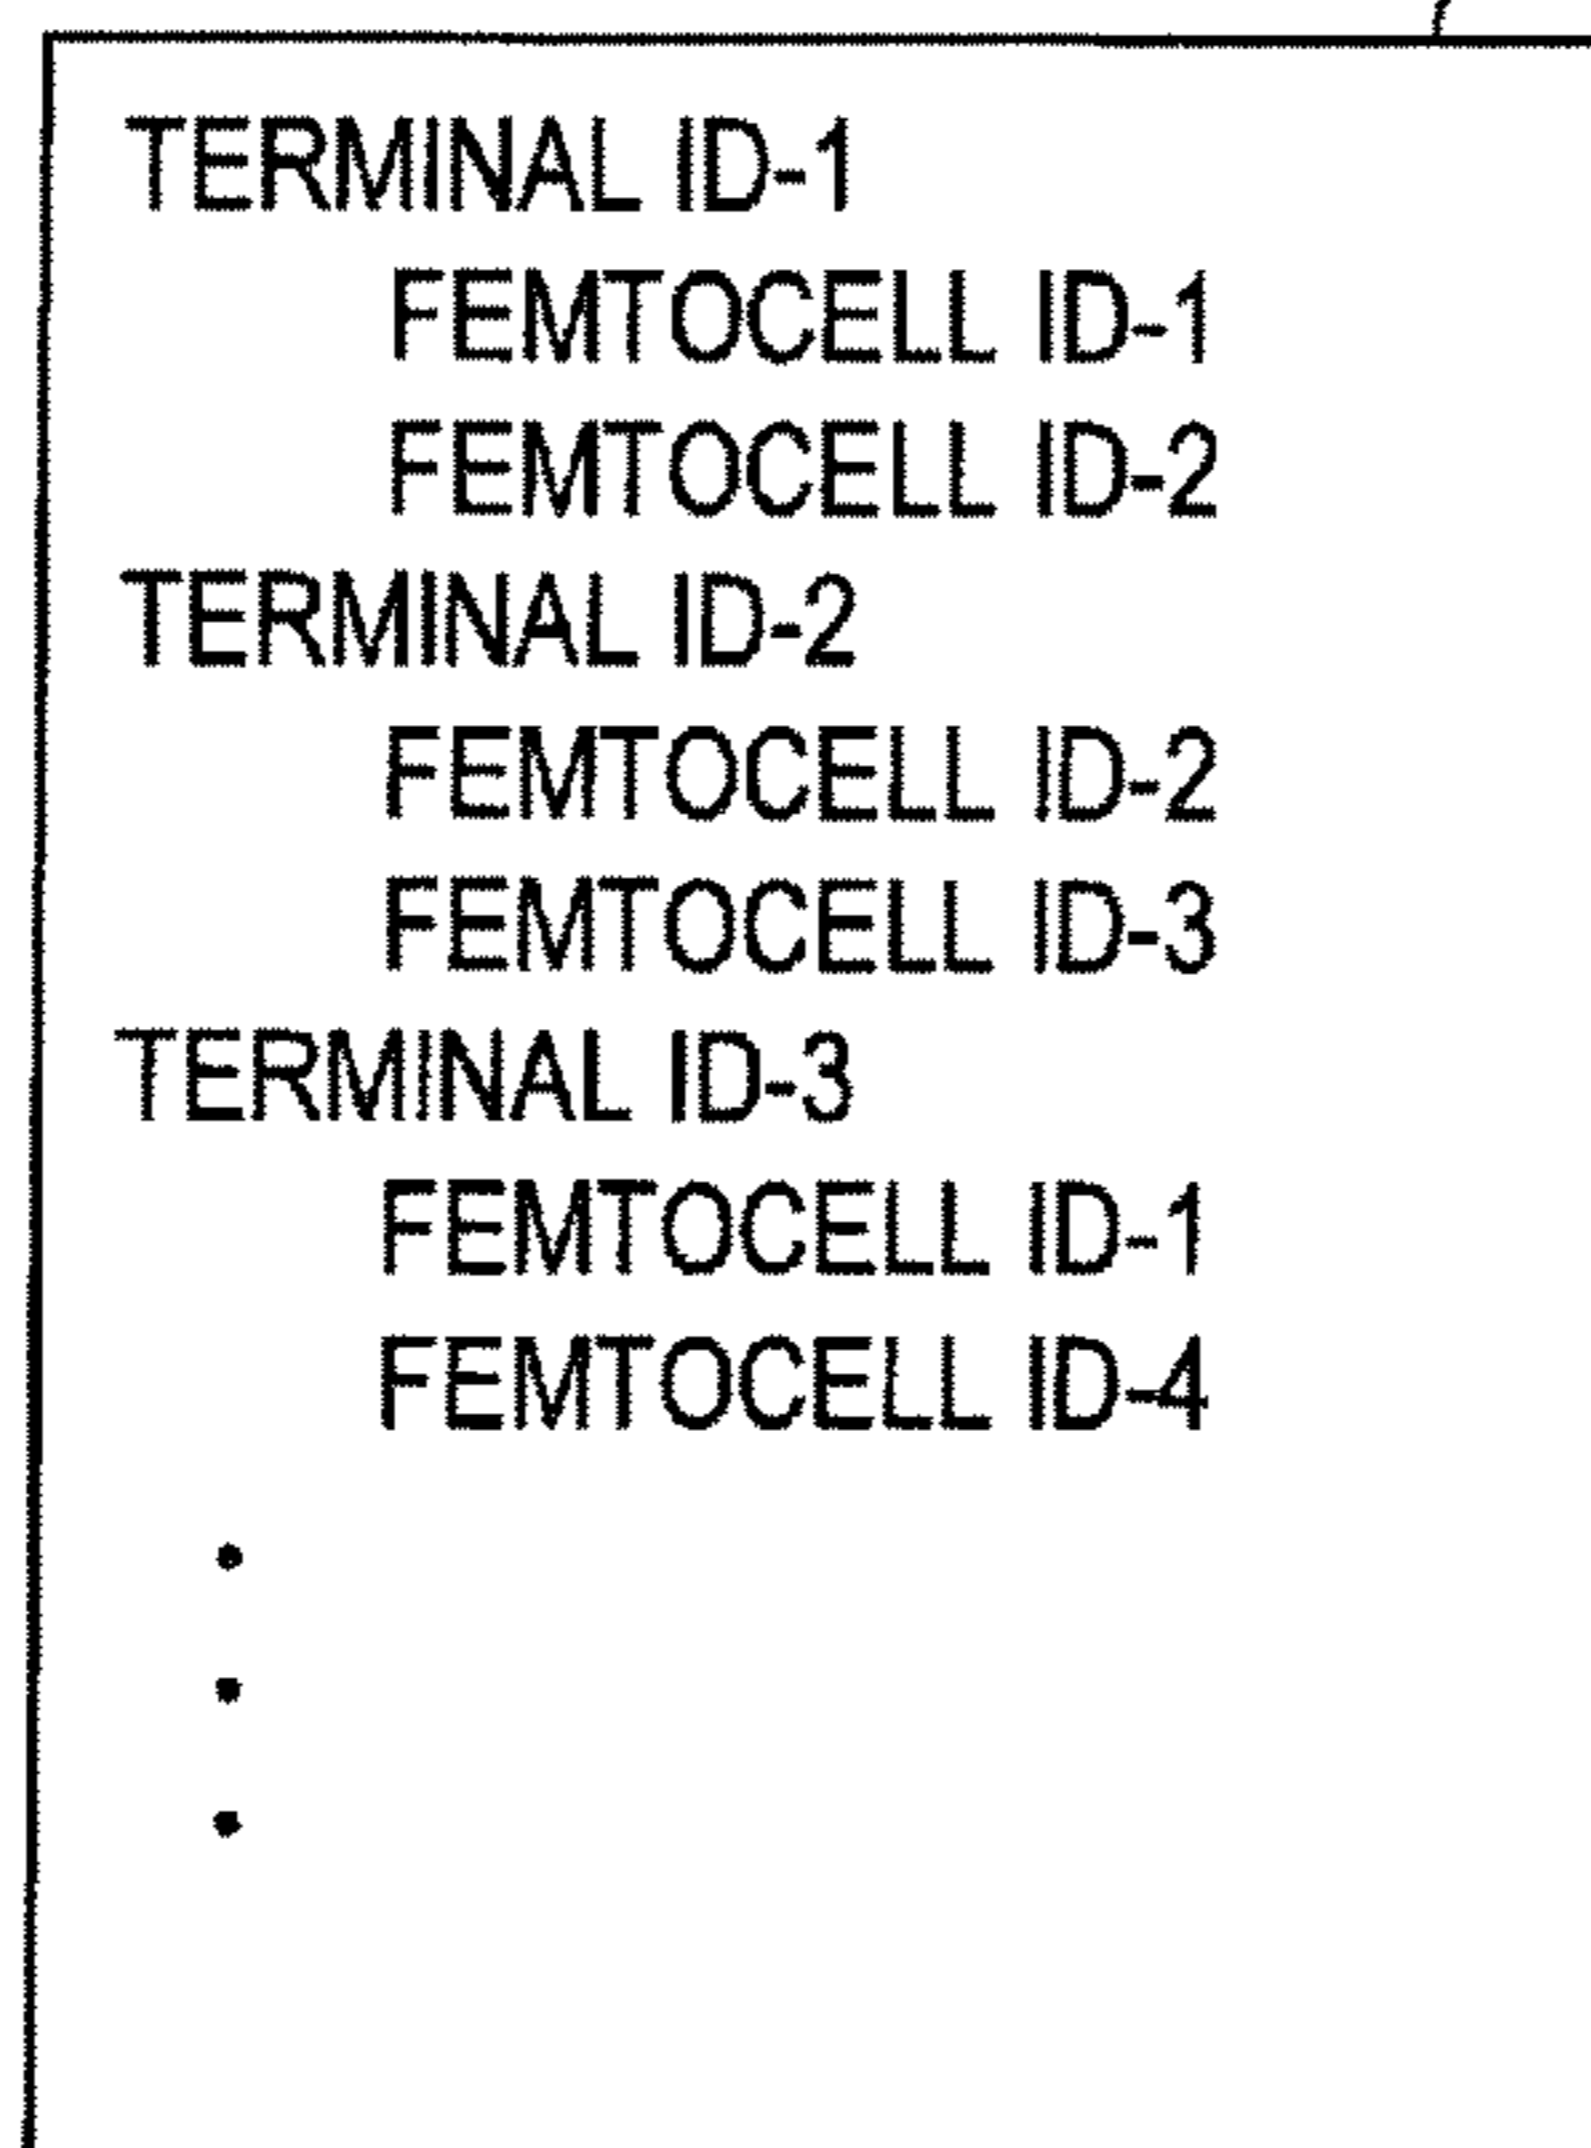 TERMINAL ID-1
FEMTOCELL ID-1
FEMTOCELL ID-2
TERMINAL ID-2
FEMTOCELL ID-2
FEMTOCELL ID-3
TERMINAL ID-3
FEMTOCELL ID-1
FEMTOCELL ID-4